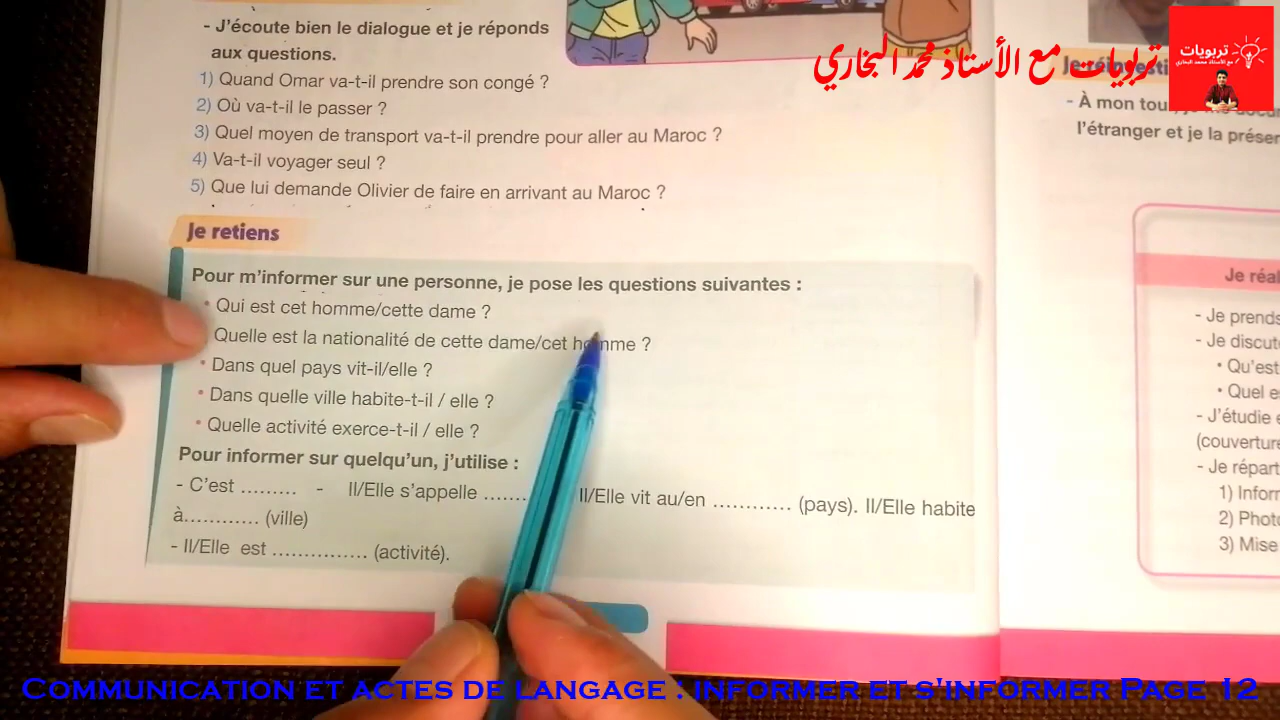 - J'écoute bien le dialogue et je réponds
aux questions.
1) Quand Omar va-t-il prendre son congé ?
2) Où va-t-il le passer ?
3) Quel moyen de transport va-t-il prendre pour aller au Maroc ?
4) Va-t-il voyager seul ?
5) Que lui demande Olivier de faire en arrivant au Maroc ?
Je retiens
Pour m'informer sur une personne, je pose les questions suivantes :
• Qui est cet homme/cette dame ?
Quelle est la nationalité de cette dame/cet homme ?
• Dans quel pays vit-il/elle ?
• Dans quelle ville habite-t-il / elle ?
• Quelle activité exerce-t-il / elle ?
Pour informer sur quelqu'un, j'utilise :
- C'est ......... - Il/Elle s'appelle ....... Il/Elle vit au/en ............ (pays). Il/Elle habite
à............ (ville)
- Il/Elle est ............... (activité).
تربويات مع الأستاذ محمد البخاري
تربويات
مع الأستاذ محمد البخاري
- À mon tour
l'étranger et je la présen
Je réal
- Je prends
- Je discut
• Qu'est
• Quel e
- J'étudie
(couverture
- Je répart
1) Inform
2) Photo
3) Mise
Communication et actes de langage : informer et s'informer Page 12